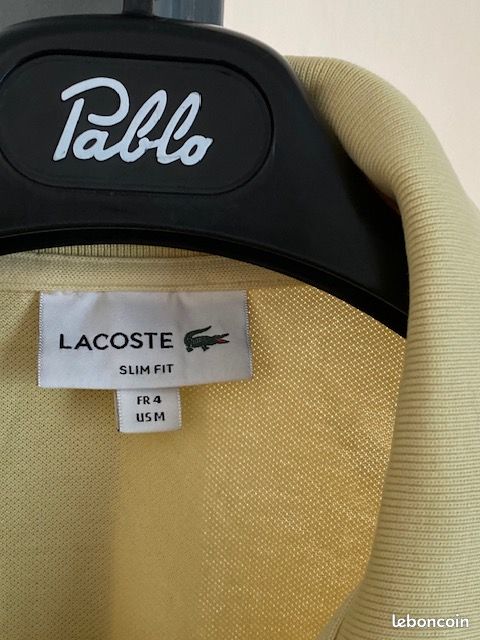 Pablo
LACOSTE
SLIM FIT
FR 4
US M
leboncoin